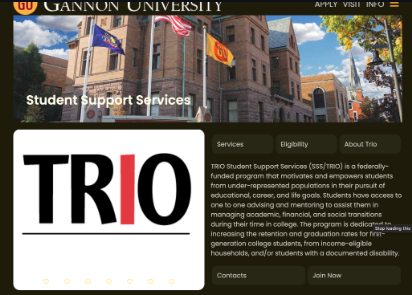 GU GANNON UNIVERSITY APPLY VISIT INFO
Student Support Services
TRIO
Services Eligibility About Trio
TRIO Student Support Services (SSS/TRIO) is a federally-
funded program that motivates and empowers students
from under-represented populations in their pursuit of
educational, career, and life goals. Students have access to
one to one advising and mentoring to assist them in
managing academic, financial, and social transitions
during their time in college. The program is dedicated to
increasing the retention and graduation rates for first-
Stop loading this
generation college students, from income-eligible
households, and/or students with a documented disability.
Contacts Join Now